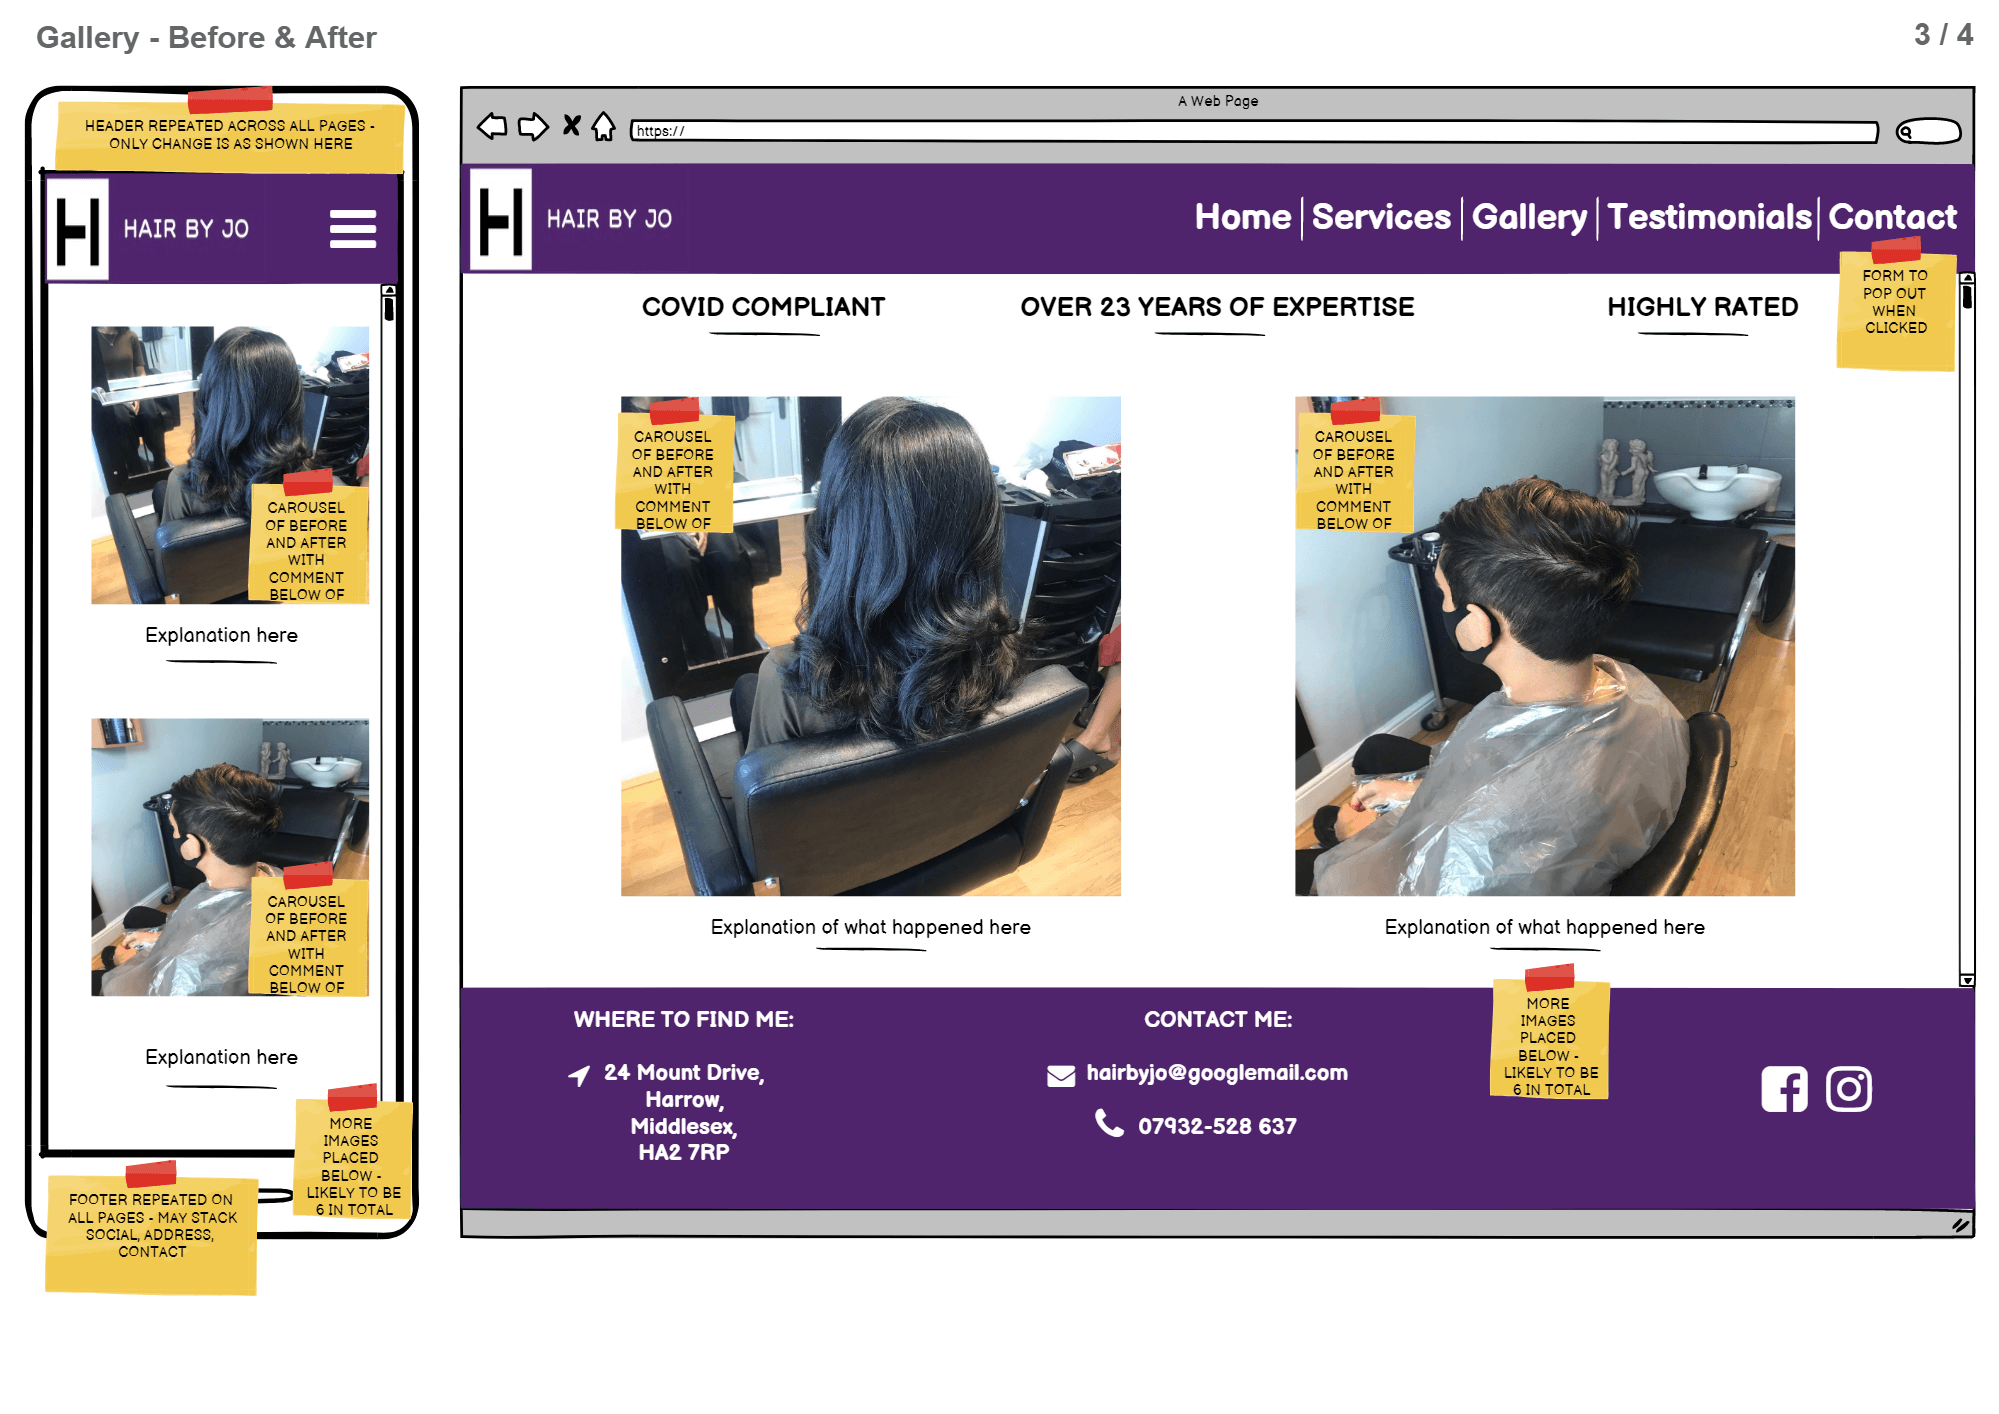 Gallery - Before & After
3 / 4
HEADER REPEATED ACROSS ALL PAGES -
ONLY CHANGE IS AS SHOWN HERE
H
HAIR BY JO
CAROUSEL
OF BEFORE
AND AFTER
WITH
COMMENT
BELOW OF
Explanation here
CAROUSEL
OF BEFORE
AND AFTER
WITH
COMMENT
BELOW OF
Explanation here
MORE
IMAGES
PLACED
BELOW -
LIKELY TO BE
6 IN TOTAL
FOOTER REPEATED ON
ALL PAGES - MAY STACK
SOCIAL, ADDRESS,
CONTACT
A Web Page
https://
H
HAIR BY JO
Home Services Gallery Testimonials Contact
FORM TO
POP OUT
WHEN
CLICKED
COVID COMPLIANT
OVER 23 YEARS OF EXPERTISE
HIGHLY RATED
CAROUSEL
OF BEFORE
AND AFTER
WITH
COMMENT
BELOW OF
CAROUSEL
OF BEFORE
AND AFTER
WITH
COMMENT
BELOW OF
Explanation of what happened here
Explanation of what happened here
MORE
IMAGES
PLACED
BELOW -
LIKELY TO BE
6 IN TOTAL
WHERE TO FIND ME:
24 Mount Drive,
Harrow,
Middlesex,
HA2 7RP
CONTACT ME:
hairbyjo@googlemail.com
07932-528 637